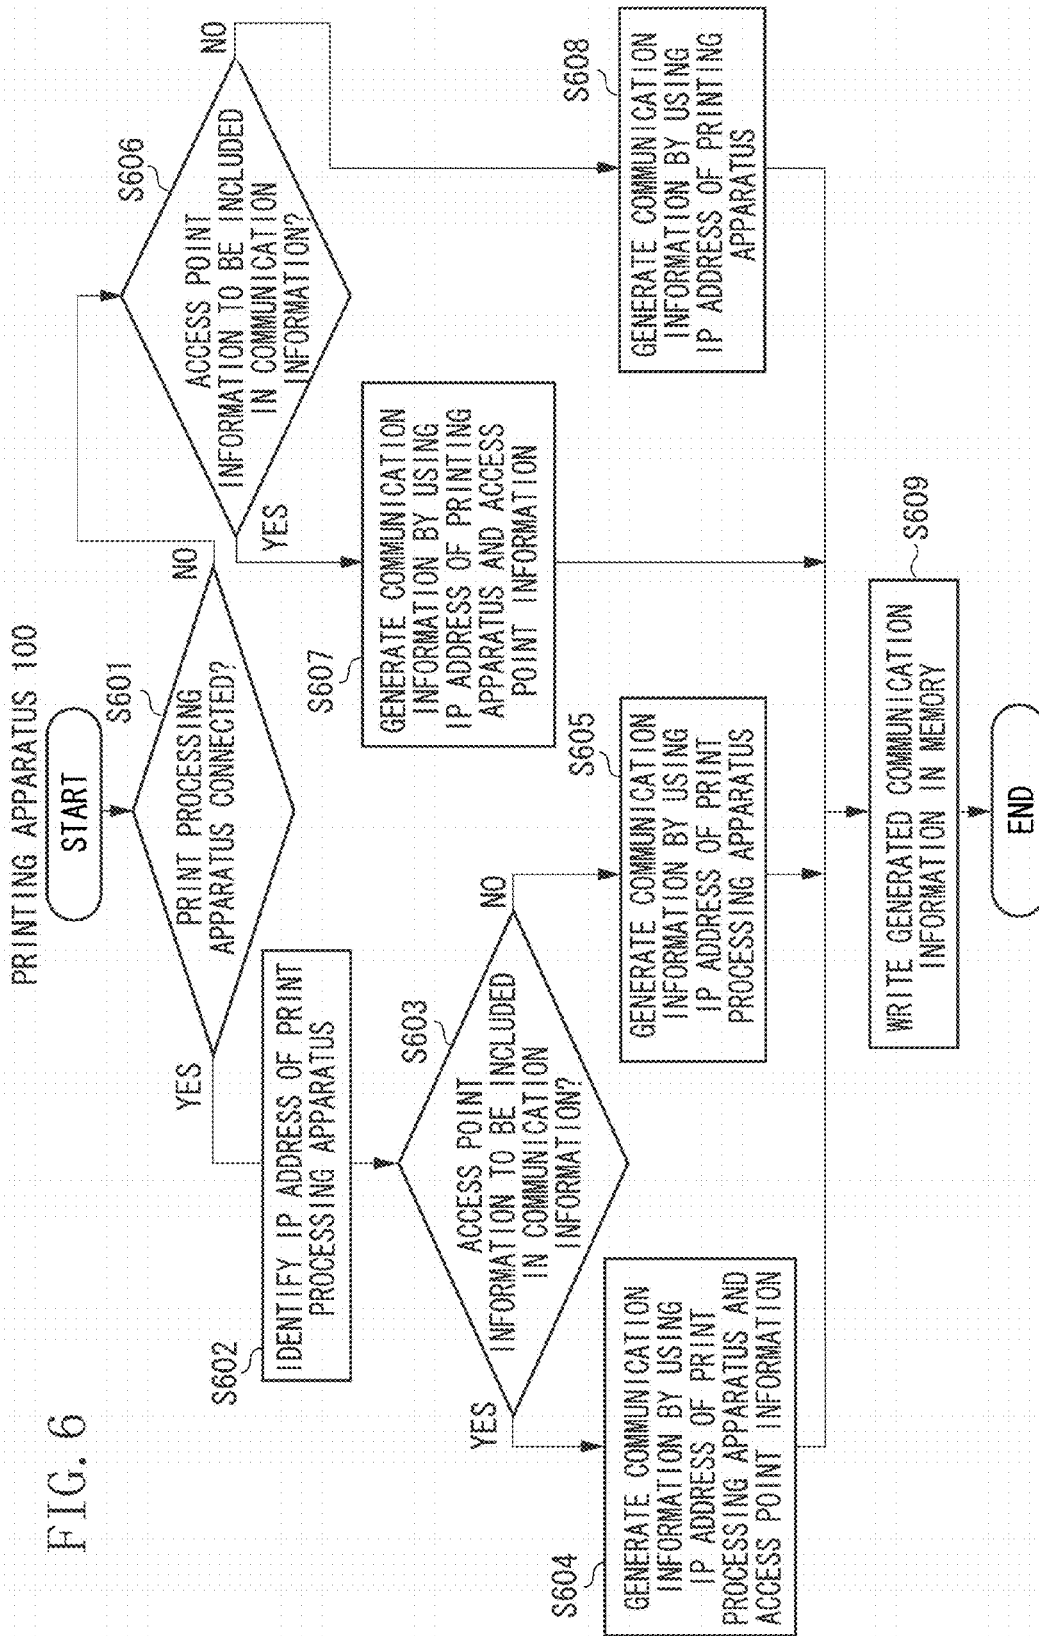 FIG. 6
PRINTING APPARATUS 100
START
S601
PRINT PROCESSING
APPARATUS CONNECTED?
YES
NO
S602
IDENTIFY IP ADDRESS OF PRINT
PROCESSING APPARATUS
S603
ACCESS POINT
INFORMATION TO BE INCLUDED
IN COMMUNICATION
INFORMATION?
YES
NO
S604
GENERATE COMMUNICATION
INFORMATION BY USING
IP ADDRESS OF PRINT
PROCESSING APPARATUS AND
ACCESS POINT INFORMATION
S605
GENERATE COMMUNICATION
INFORMATION BY USING
IP ADDRESS OF PRINT
PROCESSING APPARATUS
S606
ACCESS POINT
INFORMATION TO BE INCLUDED
IN COMMUNICATION
INFORMATION?
YES
NO
S607
GENERATE COMMUNICATION
INFORMATION BY USING
IP ADDRESS OF PRINTING
APPARATUS AND ACCESS
POINT INFORMATION
S608
GENERATE COMMUNICATION
INFORMATION BY USING
IP ADDRESS OF PRINTING
APPARATUS
S609
WRITE GENERATED COMMUNICATION
INFORMATION IN MEMORY
END